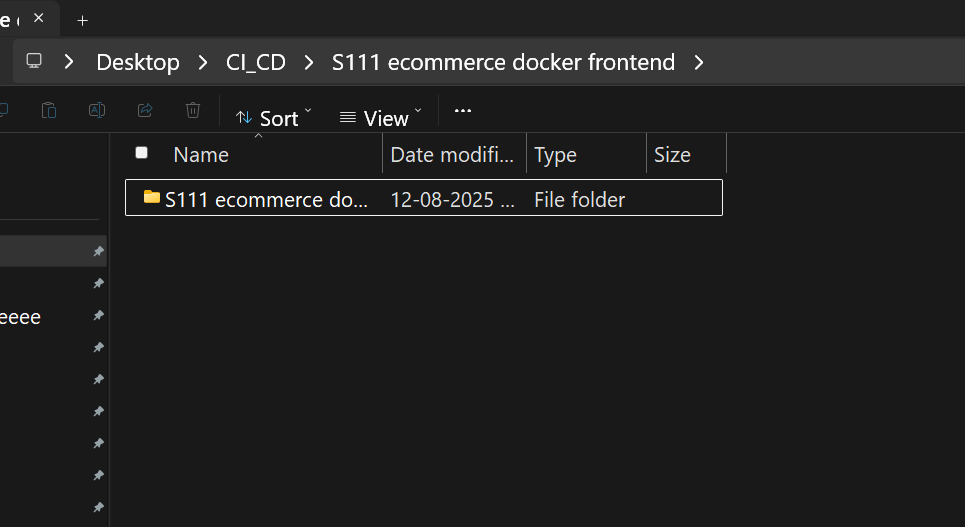 e c
Desktop > CI_CD > S111 ecommerce docker frontend >
Sort View ...
Name Date modifi... Type Size
S111 ecommerce do... 12-08-2025 ... File folder
eeee